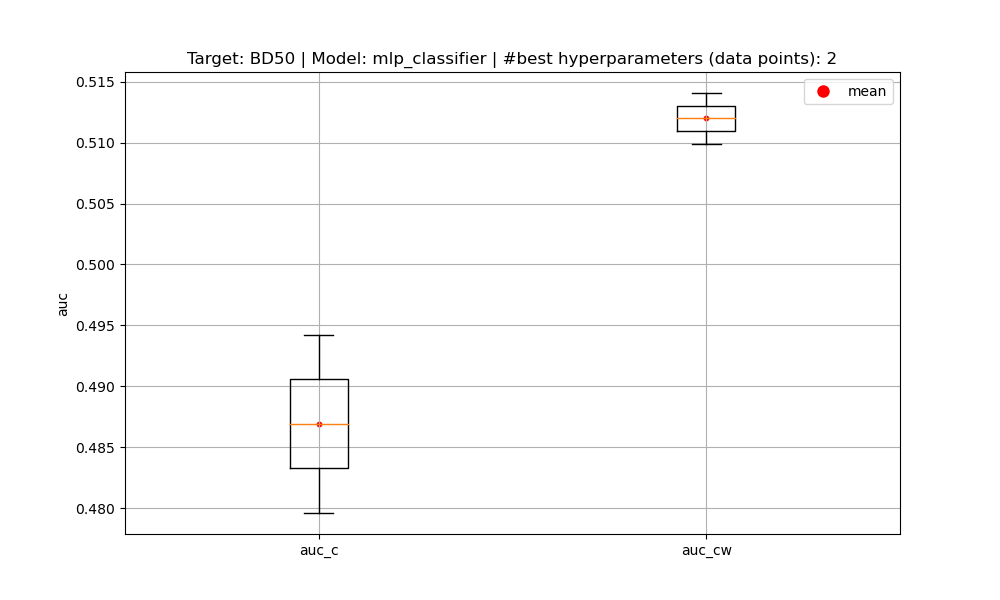 Target: BD50 | Model: mlp_classifier | #best hyperparameters (data points): 2
mean
0.515
0.510
0.505
0.500
0.495
0.490
0.485
0.480
auc
auc_c
auc_cw